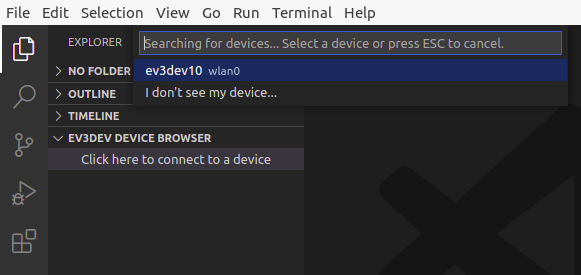 File Edit Selection View Go Run Terminal Help
EXPLORER
Searching for devices... Select a device or press ESC to cancel.
ev3dev10 wlan0
I don't see my device...
NO FOLDER
OUTLINE
TIMELINE
EV3DEV DEVICE BROWSER
Click here to connect to a device